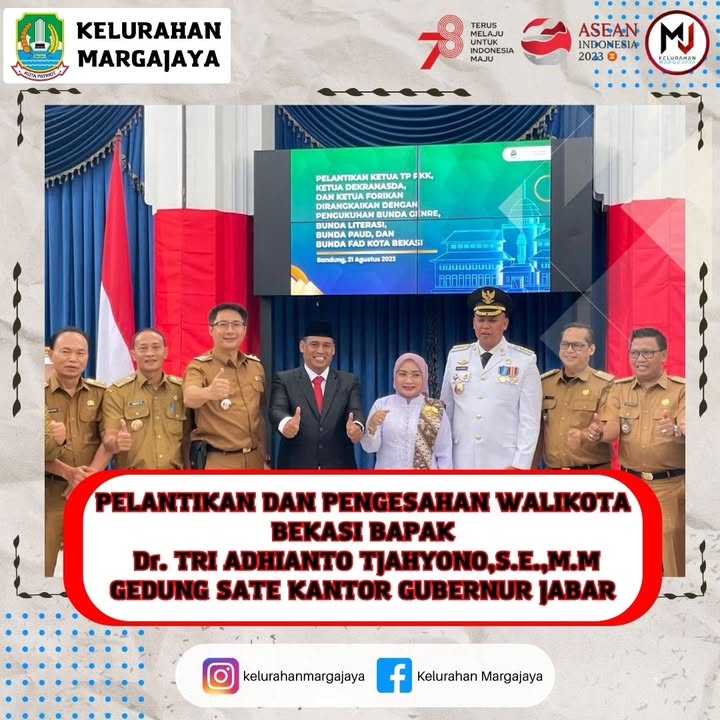 KELURAHAN
MARGAJAYA
KOTA PATRIOT
78
TERUS
MELAJU
UNTUK
INDONESIA
MAJU
ASEAN
INDONESIA
2023
MJ
KELURAHAN
MARGAJAYA
PELANTIKAN KETUA TP PKK,
KETUA DEKRANASDA,
DAN KETUA FORIKAN
DIRANGKAIKAN DENGAN
PENGUKUHAN BUNDA GENRE,
BUNDA LITERASI,
BUNDA PAUD, DAN
BUNDA FAD KOTA BEKASI
Bandung, 21 Agustus 2023
PELANTIKAN DAN PENGESAHAN WALIKOTA
BEKASI BAPAK
Dr. TRI ADHIANTO TJAHYONO,S.E.,M.M
GEDUNG SATE KANTOR GUBERNUR JABAR
kelurahanmargajaya
Kelurahan Margajaya